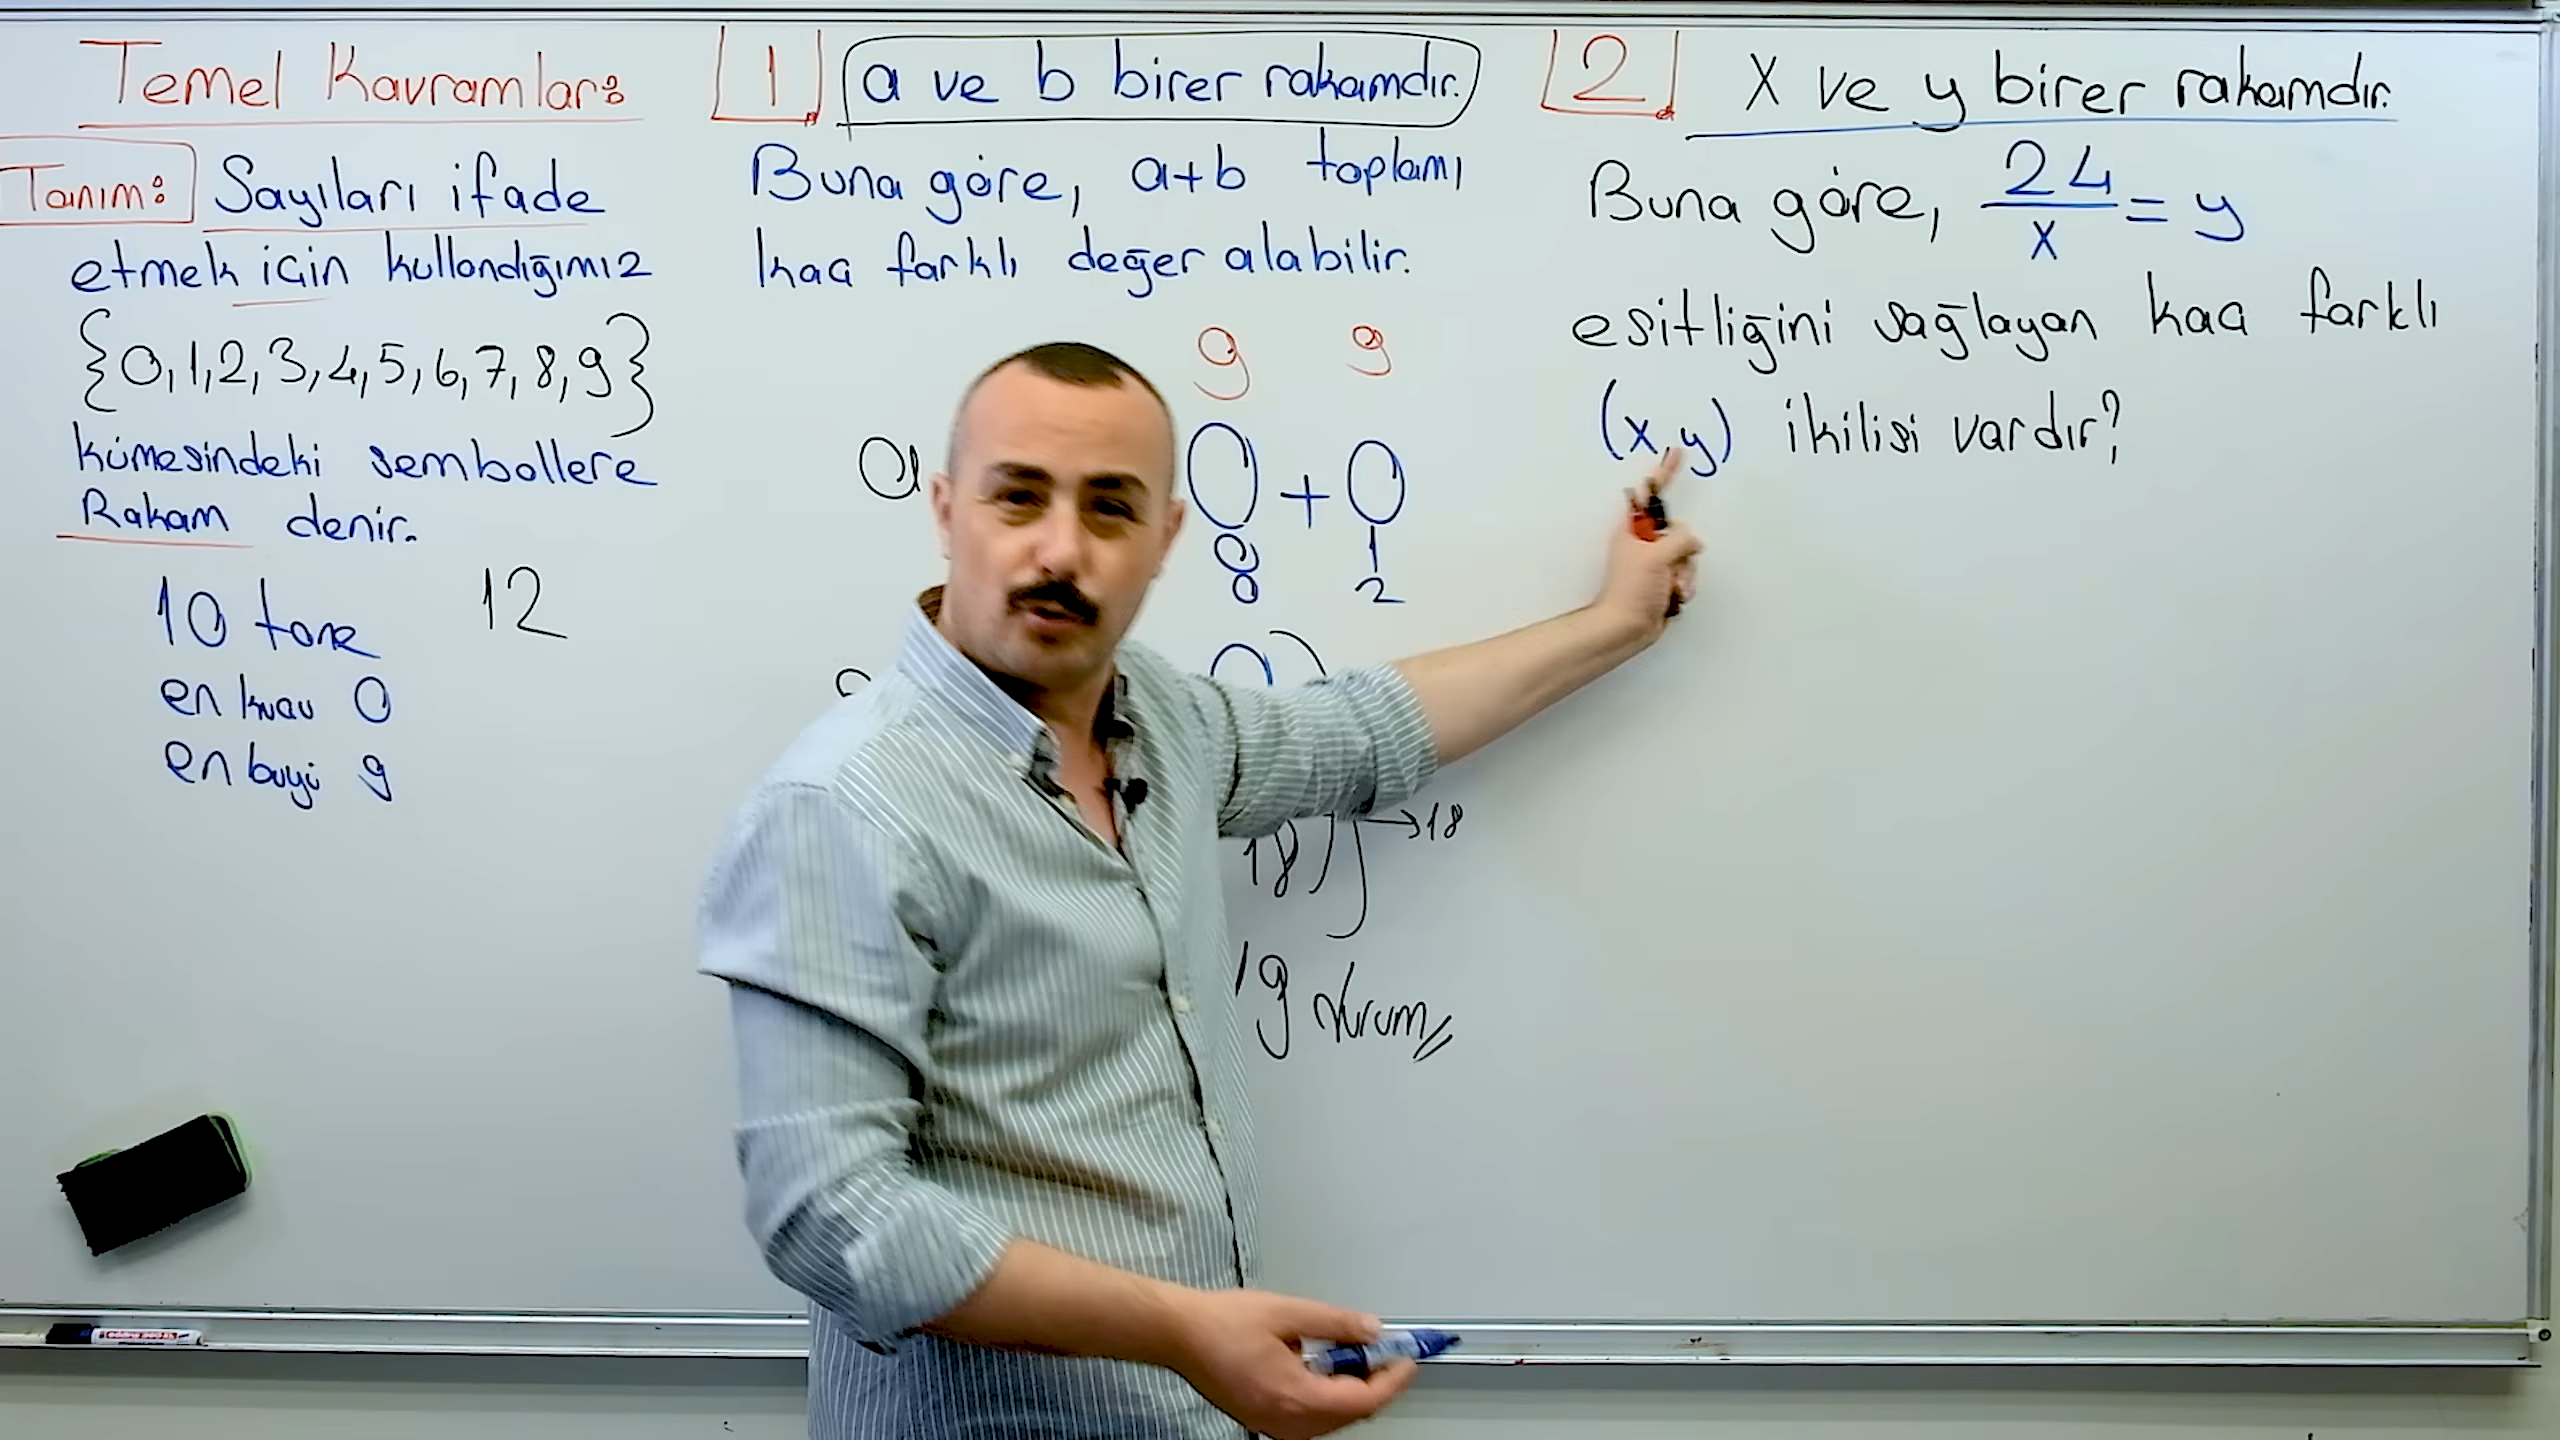 Temel Kavramlar:
Tanım: Sayıları ifade
etmek için kullandığımız
{0,1,2,3,4,5,6,7,8,9}
kümesindeki sembollere
Rakam denir.
10 tane 12
en kuau 0
en buyü 9
1. a ve b birer rakamdır.
Buna göre, a+b toplamı
kaç farklı değer alabilir.
9 9
a 0 + 0
0 1
0 2
18) → 18
19 durum
2. x ve y birer rakamdır.
Buna göre, 24/x = y
eşitliğini sağlayan kaç farklı
(x,y) ikilisi vardır?